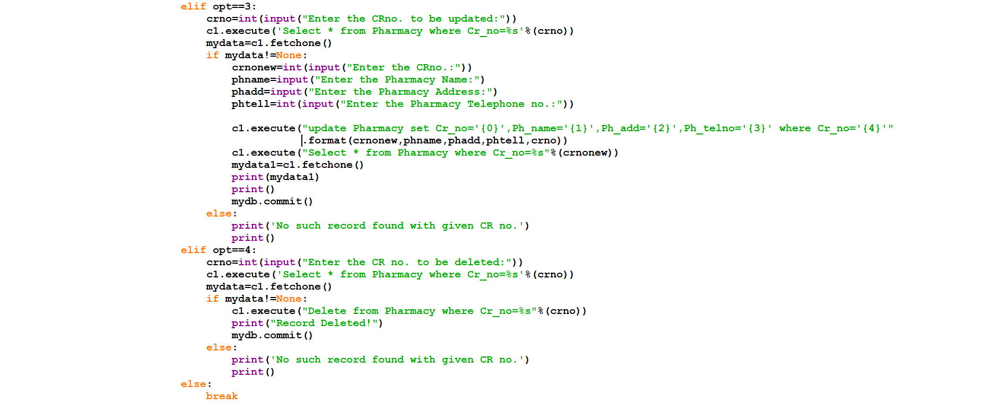 elif opt==3:
    crno=int(input("Enter the CRno. to be updated:"))
    c1.execute('Select * from Pharmacy where Cr_no=%s'%(crno))
    mydata=c1.fetchone()
    if mydata!=None:
        crnonew=int(input("Enter the CRno.:"))
        phname=input("Enter the Pharmacy Name:")
        phadd=input("Enter the Pharmacy Address:")
        phtell=int(input("Enter the Pharmacy Telephone no.:"))

        c1.execute("update Pharmacy set Cr_no='{0}',Ph_name='{1}',Ph_add='{2}',Ph_telno='{3}' where Cr_no='{4}'"
                   .format(crnonew,phname,phadd,phtell,crno))
        c1.execute("Select * from Pharmacy where Cr_no=%s"%(crnonew))
        mydata1=c1.fetchone()
        print(mydata1)
        print()
        mydb.commit()
    else:
        print('No such record found with given CR no.')
        print()
elif opt==4:
    crno=int(input("Enter the CR no. to be deleted:"))
    c1.execute('Select * from Pharmacy where Cr_no=%s'%(crno))
    mydata=c1.fetchone()
    if mydata!=None:
        c1.execute("Delete from Pharmacy where Cr_no=%s"%(crno))
        print("Record Deleted!")
        mydb.commit()
    else:
        print('No such record found with given CR no.')
        print()
else:
    break